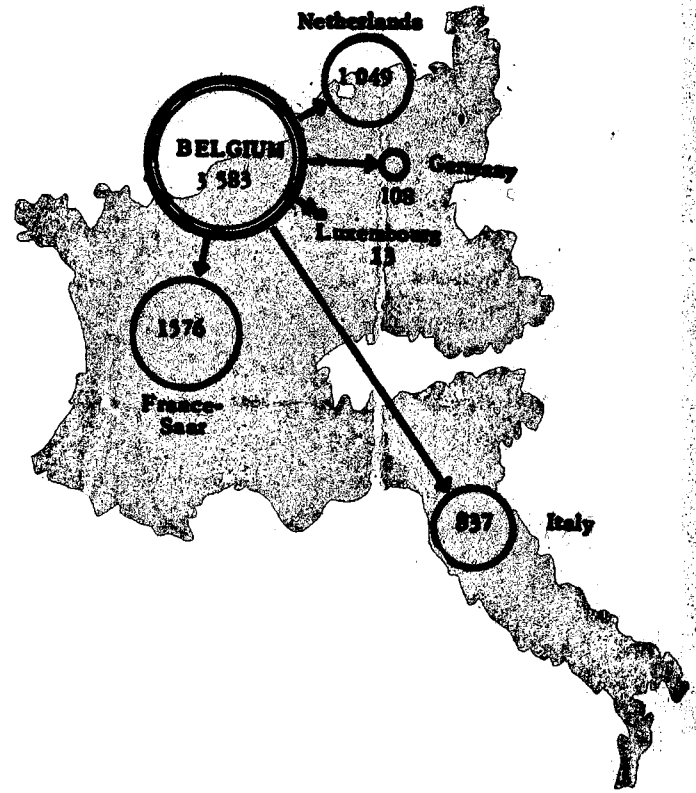 Netherlands
1 049
BELGIUM
3 583
Germany
108
Luxembourg
13
1576
France-
Saar
837
Italy